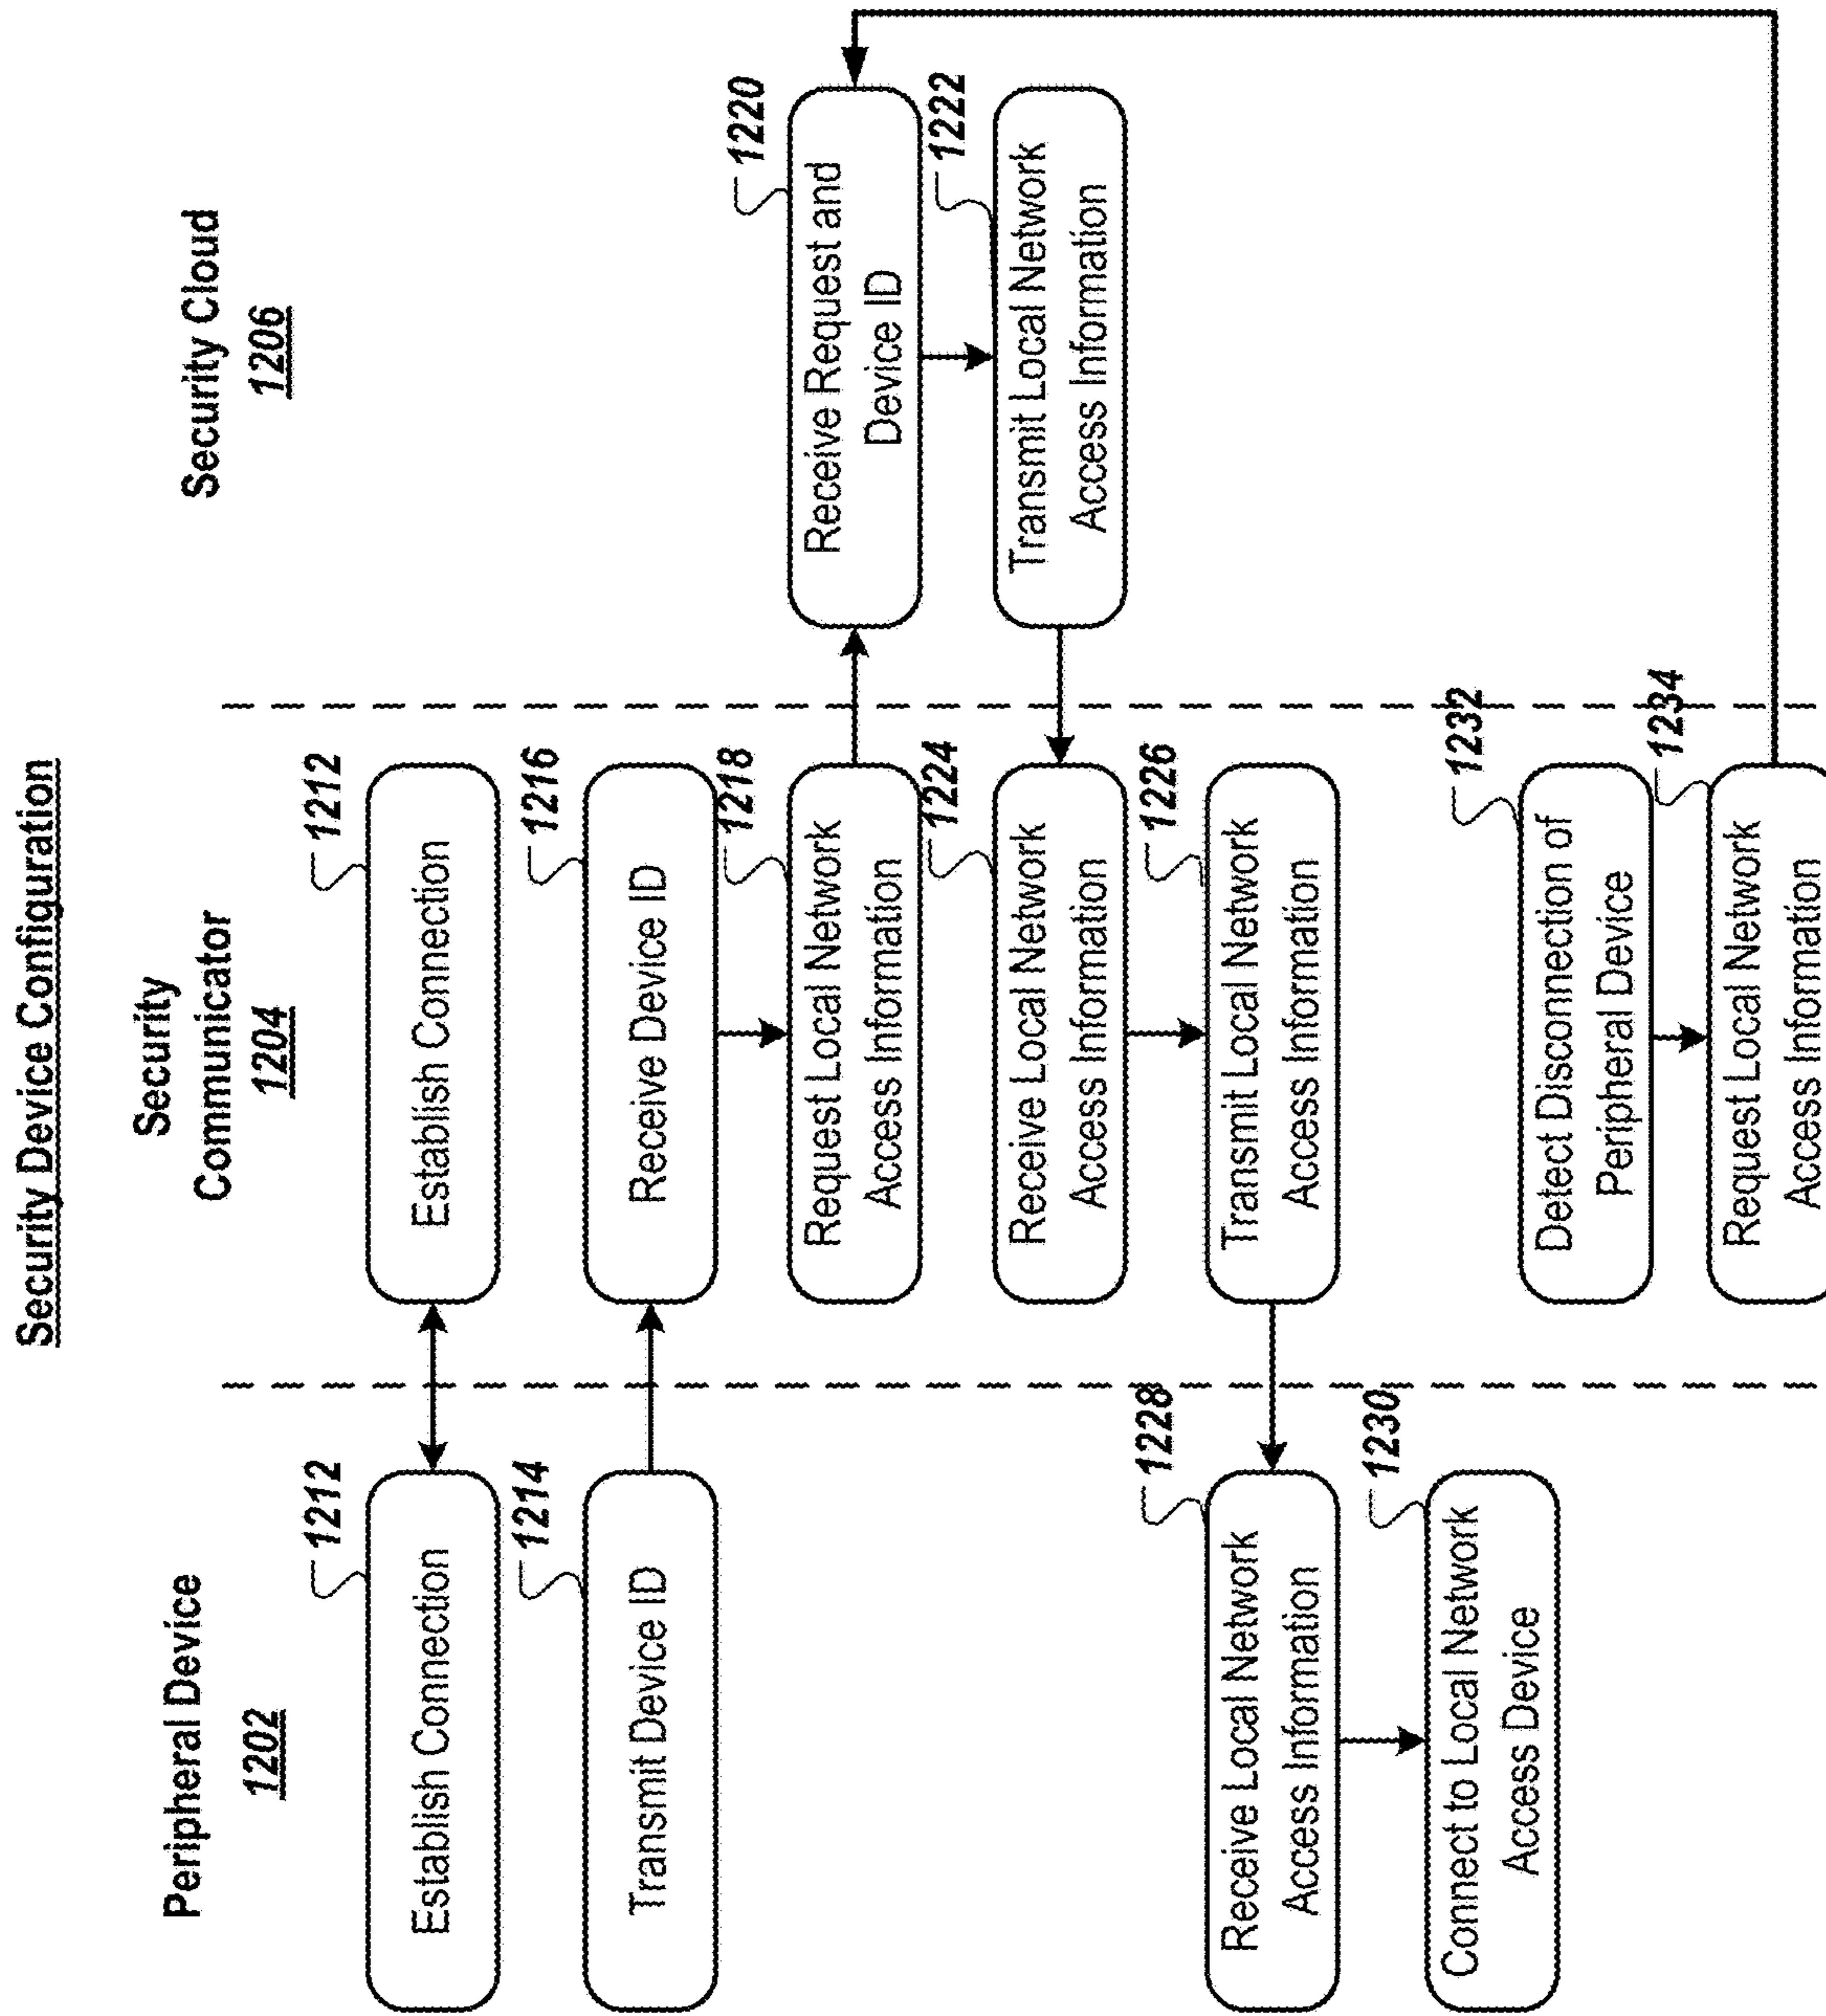 Security Device Configuration
Peripheral Device
1202
Security
Communicator
1204
Security Cloud
1206
1212
Establish Connection
1212
Establish Connection
1214
Transmit Device ID
1216
Receive Device ID
1218
Request Local Network
Access Information
1220
Receive Request and
Device ID
1222
Transmit Local Network
Access Information
1224
Receive Local Network
Access Information
1226
Transmit Local Network
Access Information
1228
Receive Local Network
Access Information
1230
Connect to Local Network
Access Device
1232
Detect Disconnection of
Peripheral Device
1234
Request Local Network
Access Information